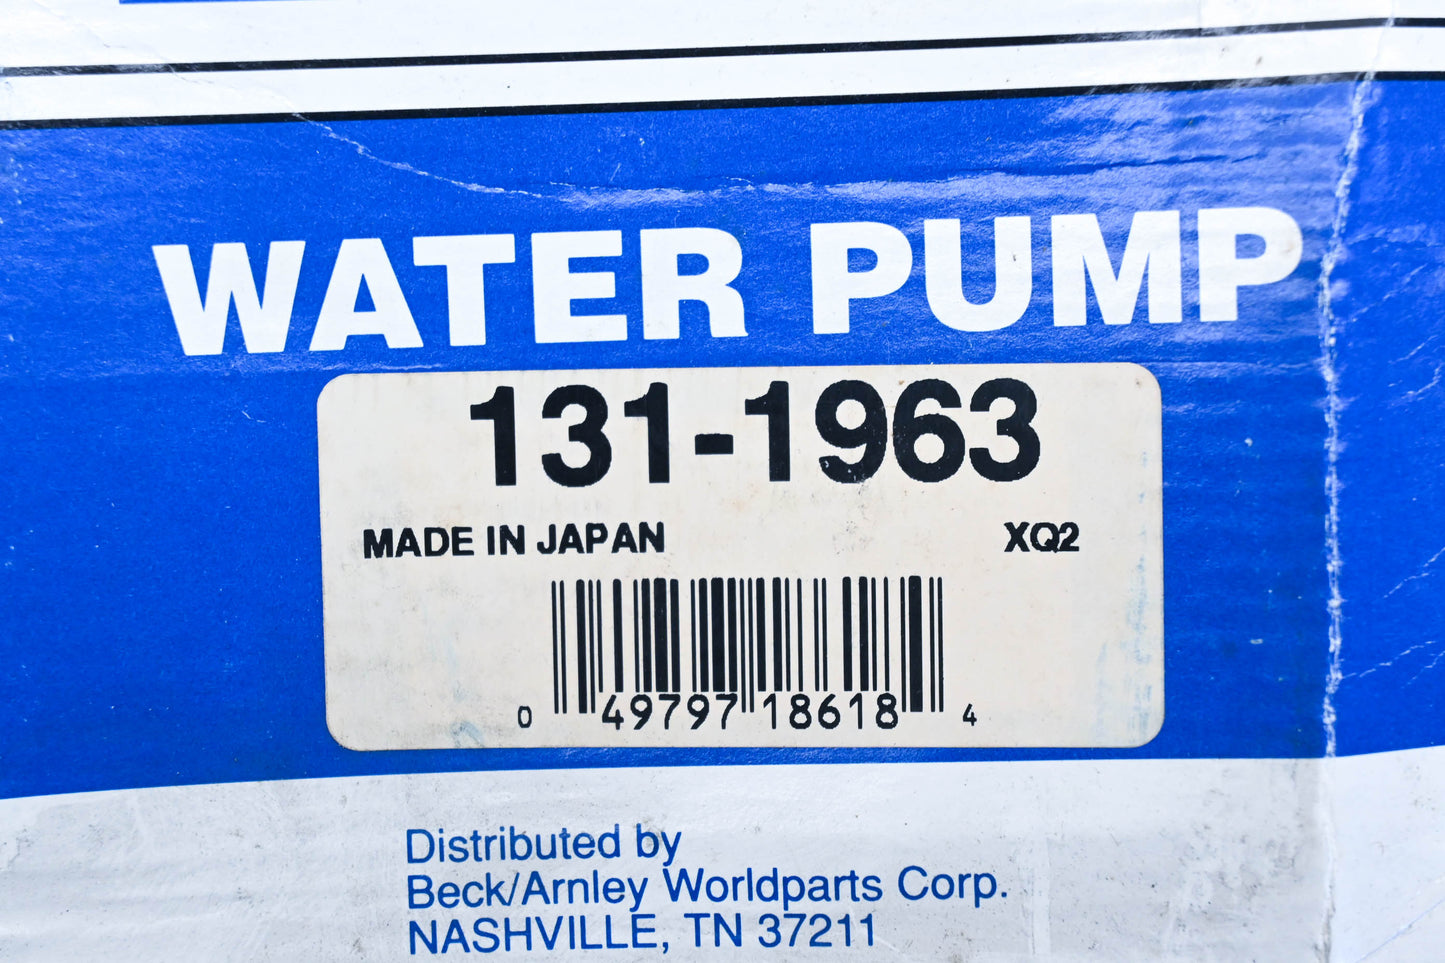 WATER PUMP
131-1963
MADE IN JAPAN XQ2
0 49797 18618 4
Distributed by
Beck/Arnley Worldparts Corp.
NASHVILLE, TN 37211